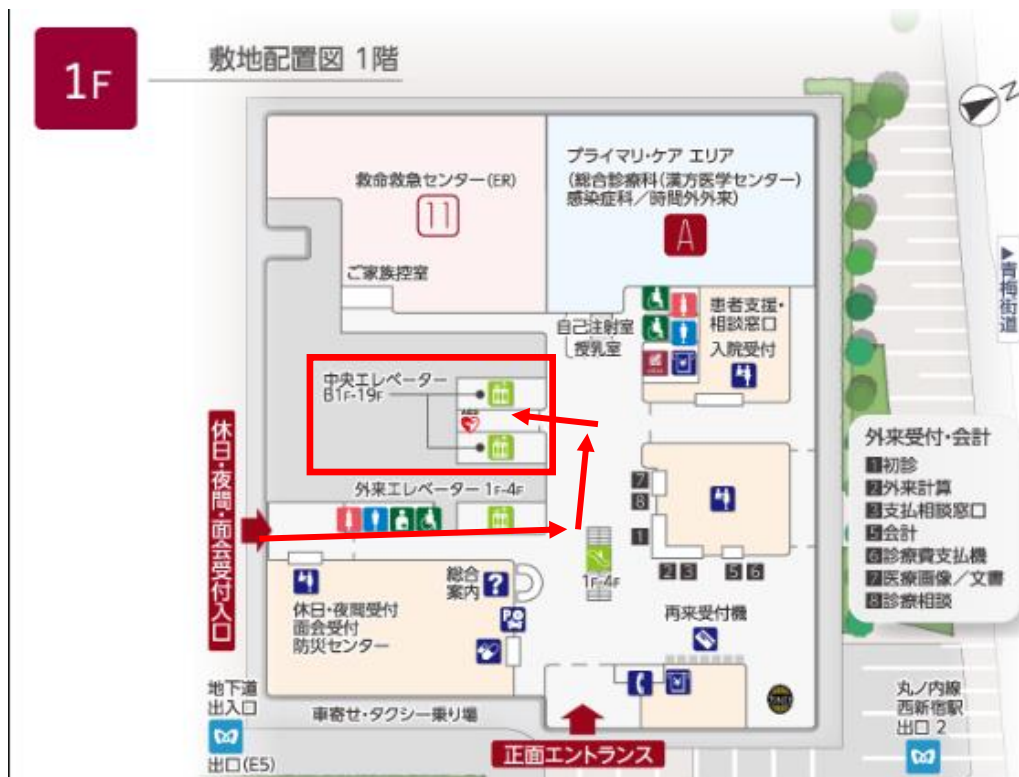 1F
敷地配置図 1階
N
救命救急センター(ER)
11
ご家族控室
プライマリ・ケア エリア
(総合診療科(漢方医学センター)
感染症科/時間外外来)
A
▶青梅街道
自己注射室
授乳室
患者支援・
相談窓口
入院受付
中央エレベーター
B1F-19F
AED
外来エレベーター 1F-4F
休日・夜間・面会受付入口
7
8
1
2 3
5 6
1F-4F
外来受付・会計
1初診
2外来計算
3支払相談窓口
5会計
6診療費支払機
7医療画像/文書
8診療相談
総合
案内
?
休日・夜間受付
面会受付
防災センター
再来受付機
地下道
出入口
出口(E5)
車寄せ・タクシー乗り場
正面エントランス
丸ノ内線
西新宿駅
出口 2